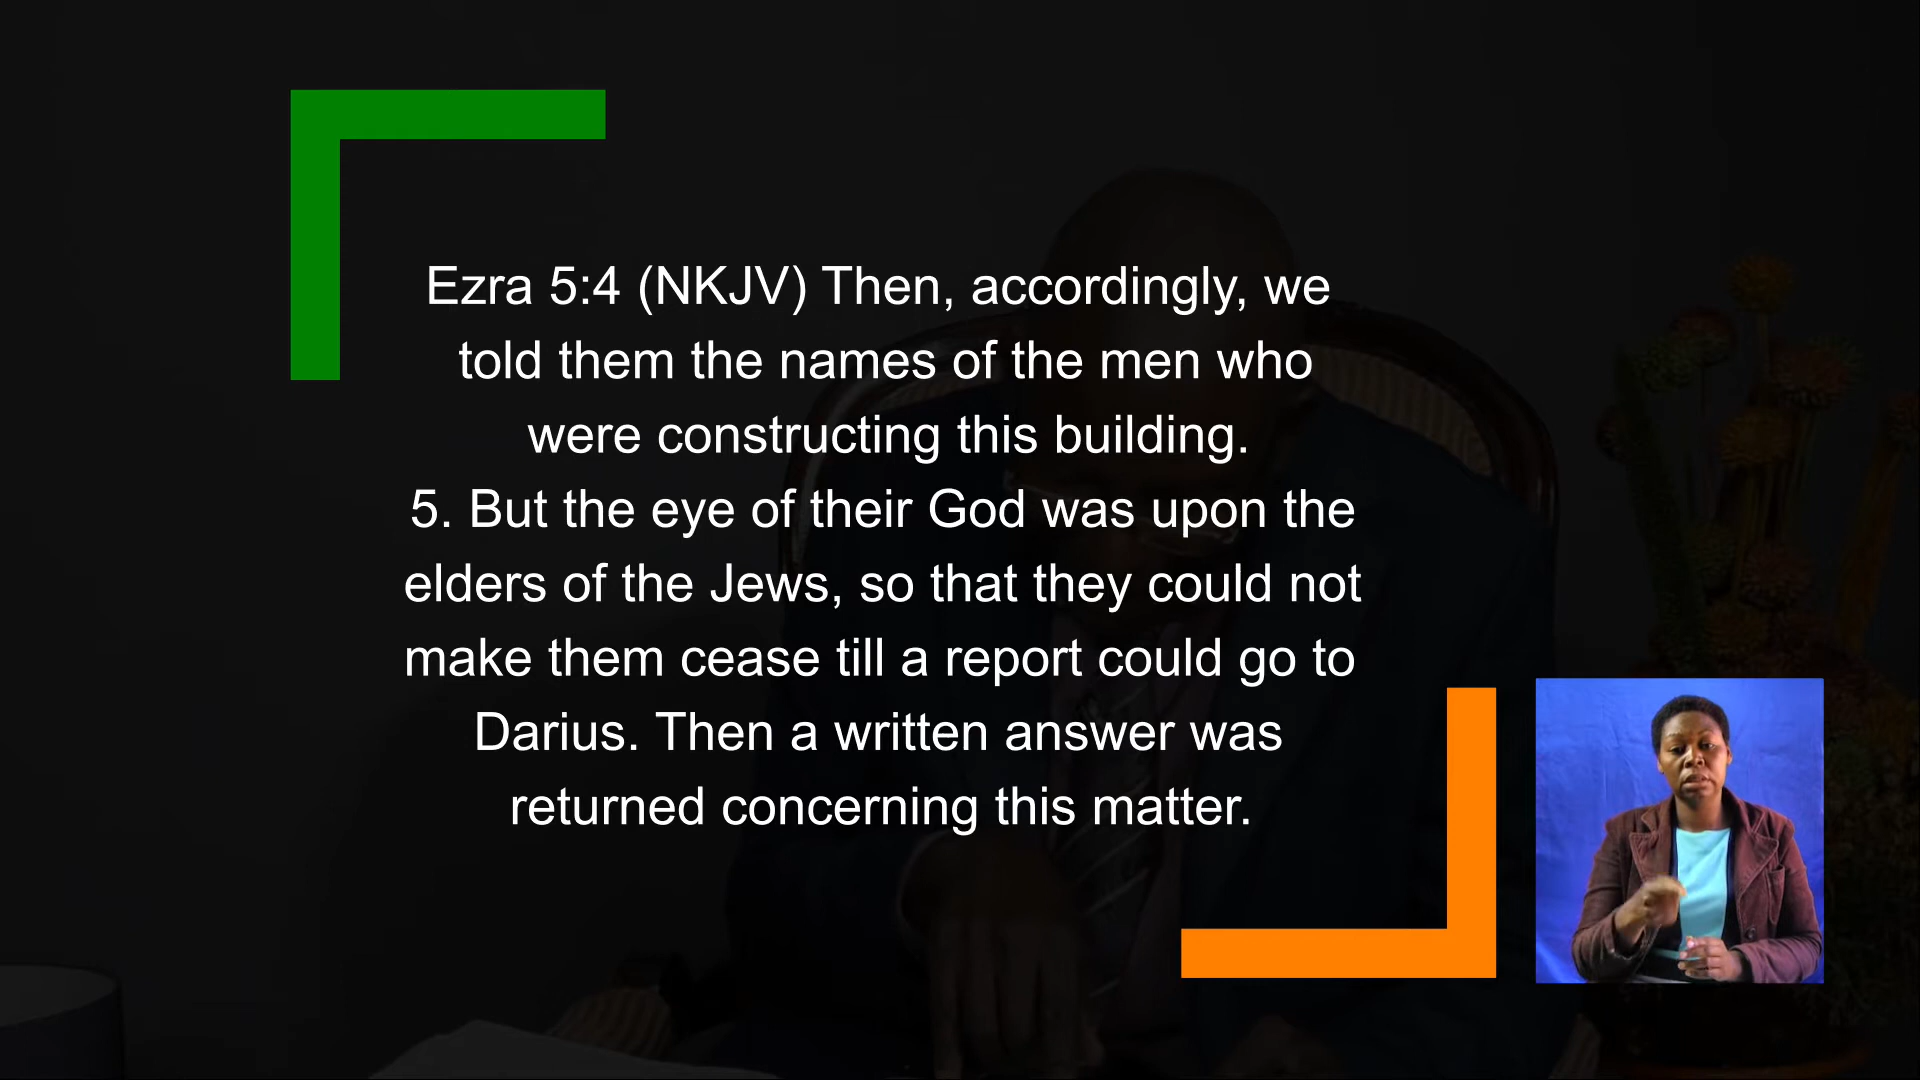 Ezra 5:4 (NKJV) Then, accordingly, we
told them the names of the men who
were constructing this building.
5. But the eye of their God was upon the
elders of the Jews, so that they could not
make them cease till a report could go to
Darius. Then a written answer was
returned concerning this matter.